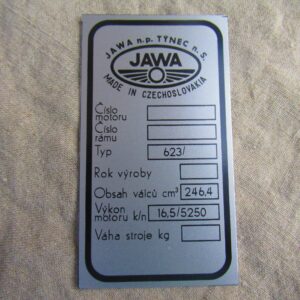 JAWA n.p. TÝNEC n. S.
JAWA
MADE IN CZECHOSLOVAKIA
Číslo
motoru
Číslo
rámu
Typ 623/
Rok výroby
Obsah válců cm³ 246,4
Výkon
motoru k/n 16,5/5250
Váha stroje kg